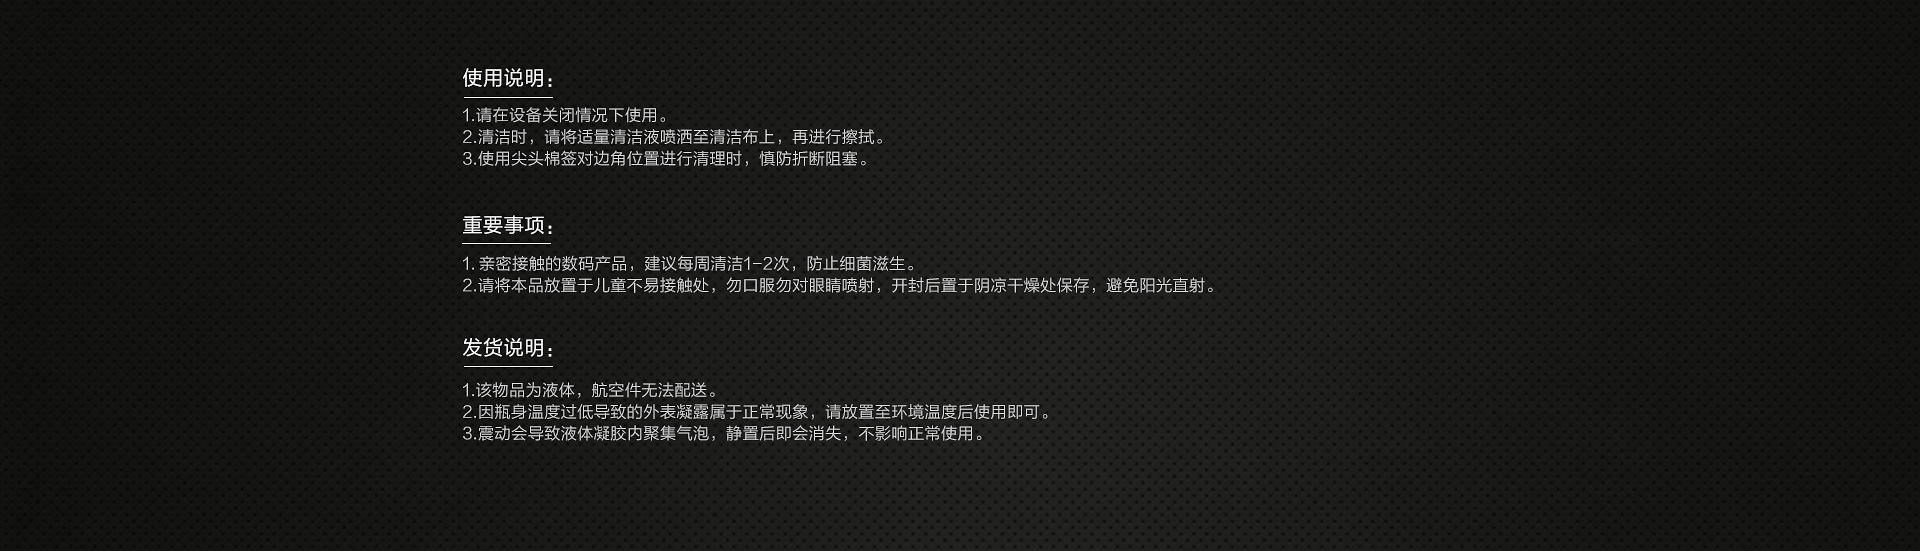 使用说明：
1.请在设备关闭情况下使用。
2.清洁时，请将适量清洁液喷洒至清洁布上，再进行擦拭。
3.使用尖头棉签对边角位置进行清理时，慎防折断阻塞。
重要事项：
1. 亲密接触的数码产品，建议每周清洁1-2次，防止细菌滋生。
2.请将本品放置于儿童不易接触处，勿口服勿对眼睛喷射，开封后置于阴凉干燥处保存，避免阳光直射。
发货说明：
1.该物品为液体，航空件无法配送。
2.因瓶身温度过低导致的外表凝露属于正常现象，请放置至环境温度后使用即可。
3.震动会导致液体凝胶内聚集气泡，静置后即会消失，不影响正常使用。